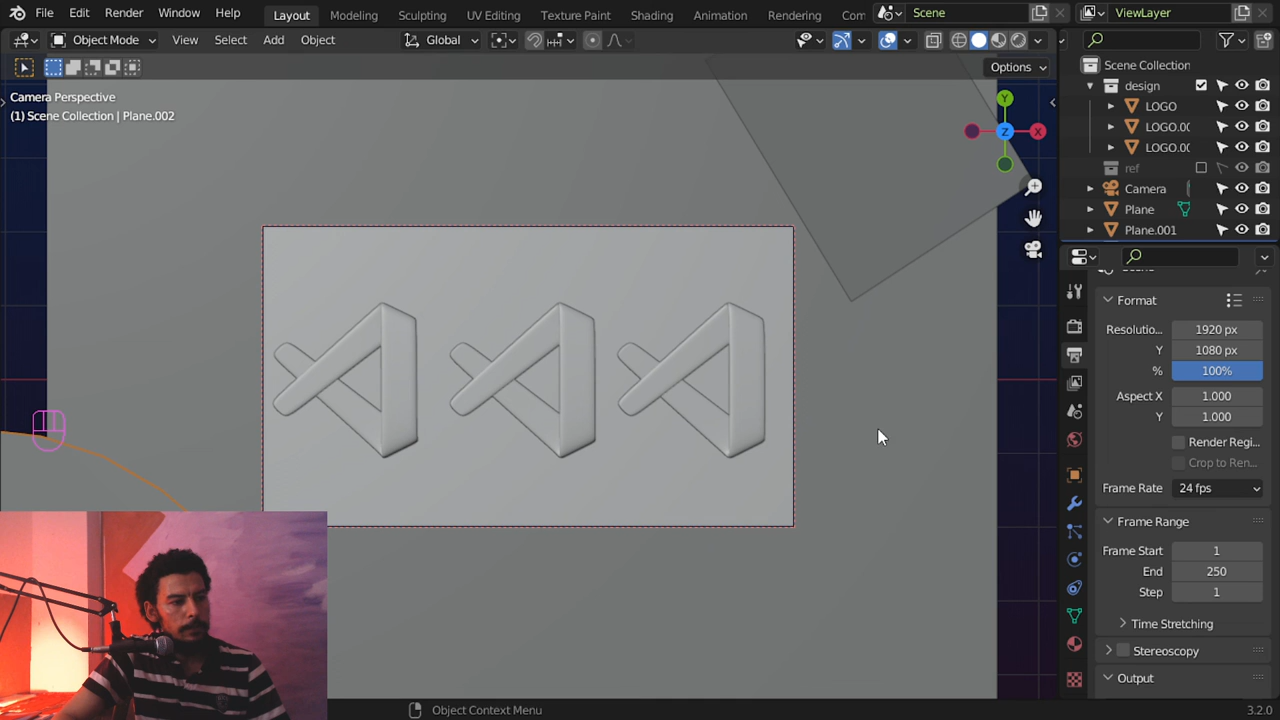 File Edit Render Window Help Layout Modeling Sculpting UV Editing Texture Paint Shading Animation Rendering Com Scene ViewLayer
Object Mode View Select Add Object Global
Options
Camera Perspective
(1) Scene Collection | Plane.002
Y
X
Z
Scene Collection
design
LOGO
LOGO.00
LOGO.00
ref
Camera
Plane
Plane.001
Format
Resolutio... 1920 px
Y 1080 px
% 100%
Aspect X 1.000
Y 1.000
Render Regi...
Crop to Ren...
Frame Rate 24 fps
Frame Range
Frame Start 1
End 250
Step 1
Time Stretching
Stereoscopy
Output
Object Context Menu
3.2.0